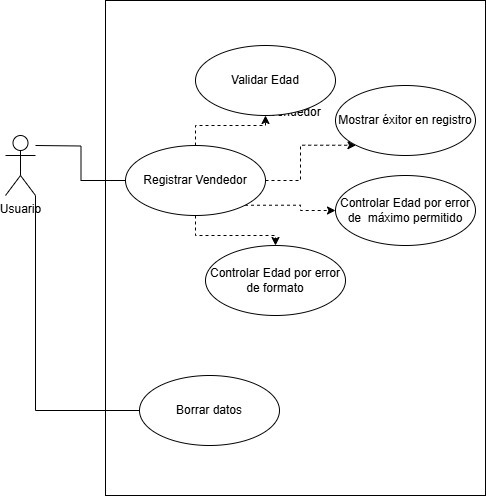 Validar Edad
Mostrar éxitor en registro
Usuario
Registrar Vendedor
Controlar Edad por error
de  máximo permitido
Controlar Edad por error
de formato
Borrar datos